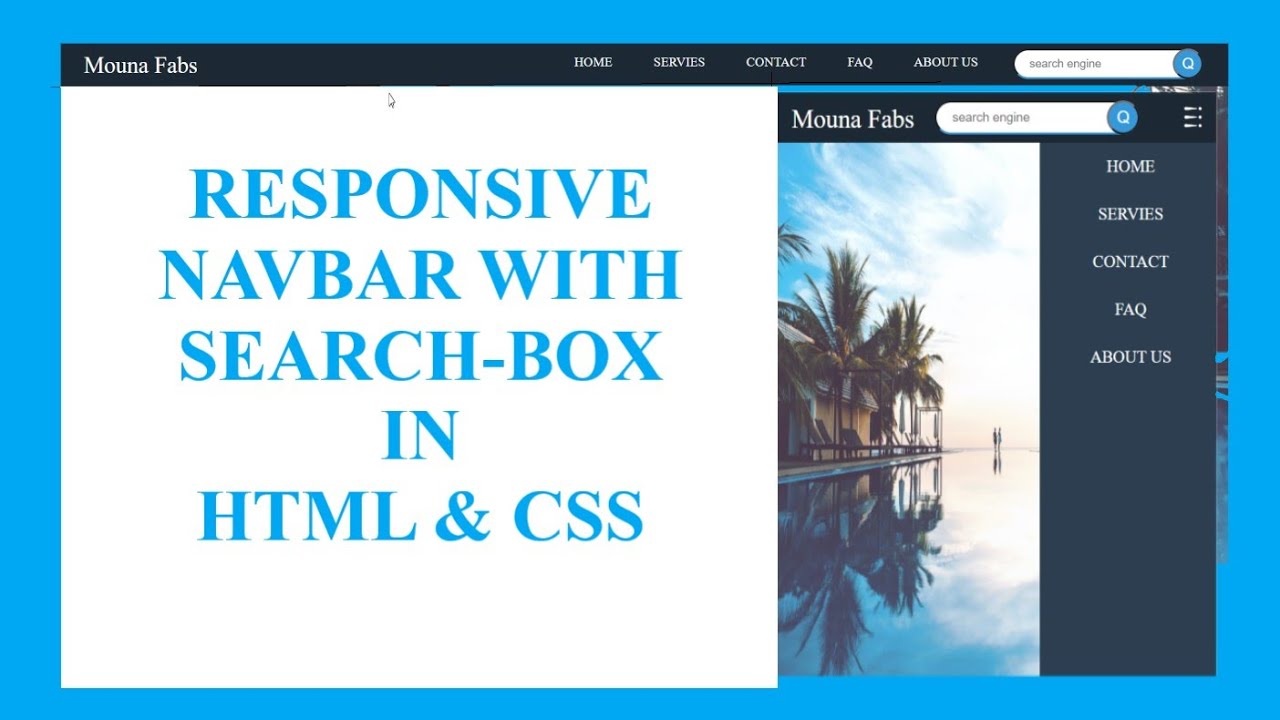 Mouna Fabs
HOME SERVIES CONTACT FAQ ABOUT US
search engine
Q
RESPONSIVE
NAVBAR WITH
SEARCH-BOX
IN
HTML & CSS
Mouna Fabs
search engine
Q
HOME
SERVIES
CONTACT
FAQ
ABOUT US